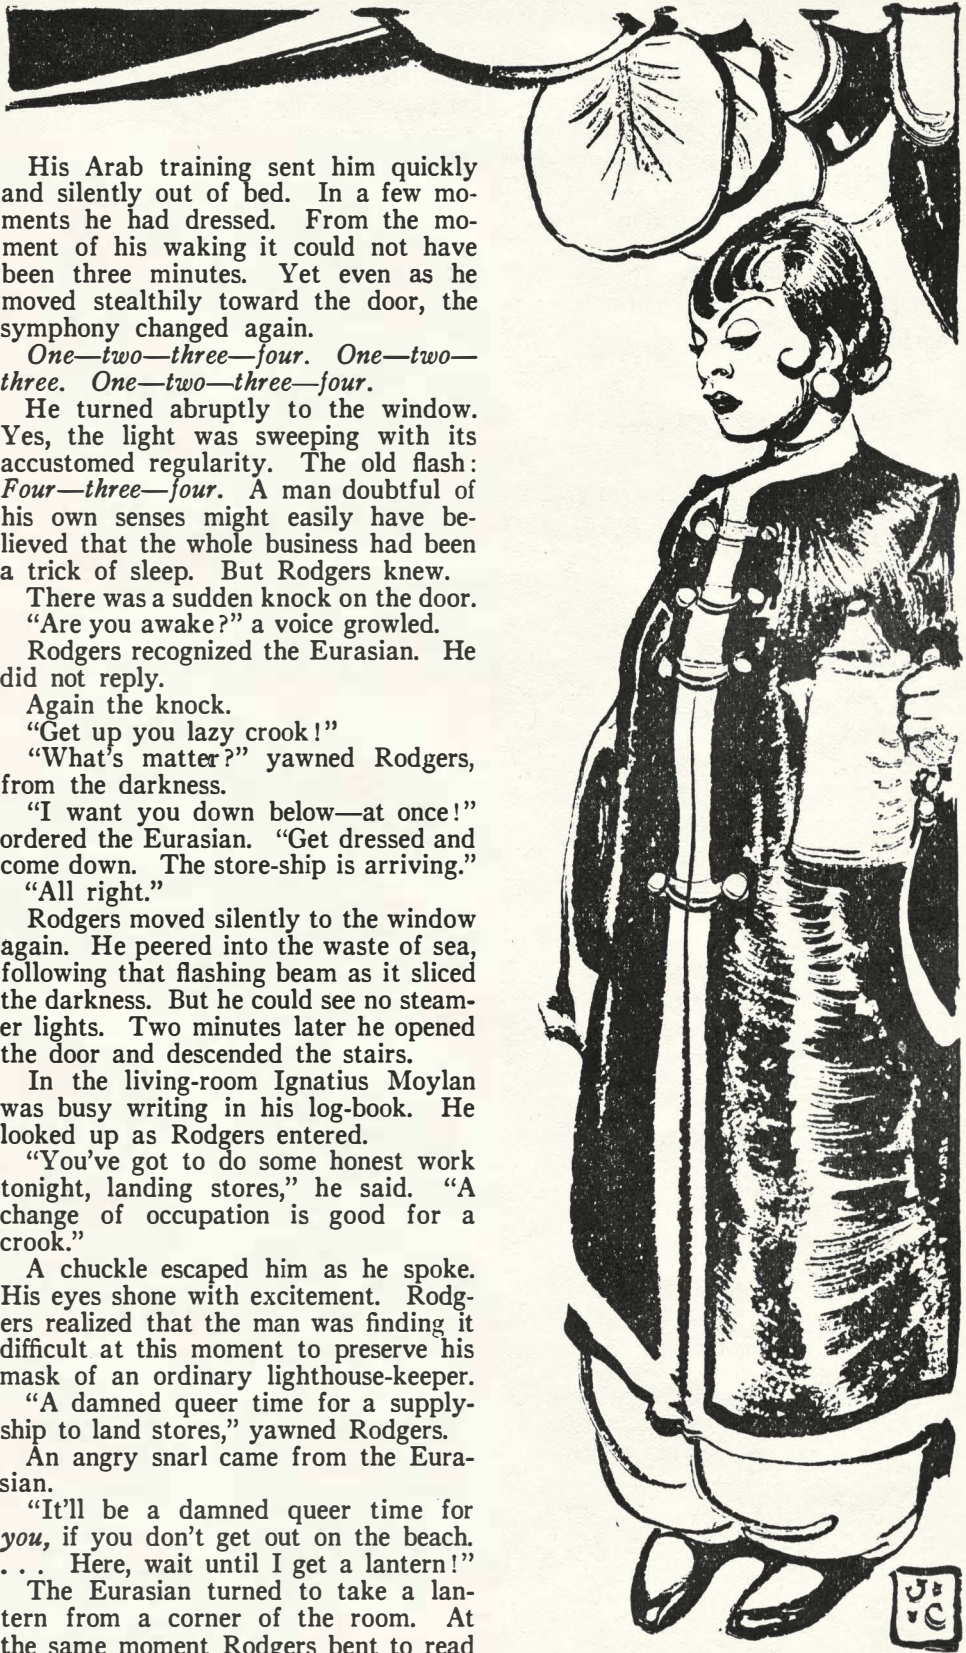 His Arab training sent him quickly
and silently out of bed. In a few mo-
ments he had dressed. From the mo-
ment of his waking it could not have
been three minutes. Yet even as he
moved stealthily toward the door, the
symphony changed again.
One—two—three—four. One—two—
three. One—two—three—four.
He turned abruptly to the window.
Yes, the light was sweeping with its
accustomed regularity. The old flash:
Four—three—four. A man doubtful of
his own senses might easily have be-
lieved that the whole business had been
a trick of sleep. But Rodgers knew.
There was a sudden knock on the door.
“Are you awake?” a voice growled.
Rodgers recognized the Eurasian. He
did not reply.
Again the knock.
“Get up you lazy crook!”
“What’s matter?” yawned Rodgers,
from the darkness.
“I want you down below—at once!”
ordered the Eurasian. “Get dressed and
come down. The store-ship is arriving.”
“All right.”
Rodgers moved silently to the window
again. He peered into the waste of sea,
following that flashing beam as it sliced
the darkness. But he could see no steam-
er lights. Two minutes later he opened
the door and descended the stairs.
In the living-room Ignatius Moylan
was busy writing in his log-book. He
looked up as Rodgers entered.
“You’ve got to do some honest work
tonight, landing stores,” he said. “A
change of occupation is good for a
crook.”
A chuckle escaped him as he spoke.
His eyes shone with excitement. Rodg-
ers realized that the man was finding it
difficult at this moment to preserve his
mask of an ordinary lighthouse-keeper.
“A damned queer time for a supply-
ship to land stores,” yawned Rodgers.
An angry snarl came from the Eura-
sian.
“It’ll be a damned queer time for
you, if you don’t get out on the beach.
. . . Here, wait until I get a lantern!”
The Eurasian turned to take a lan-
tern from a corner of the room. At
the same moment Rodgers bent to read
J.
.C